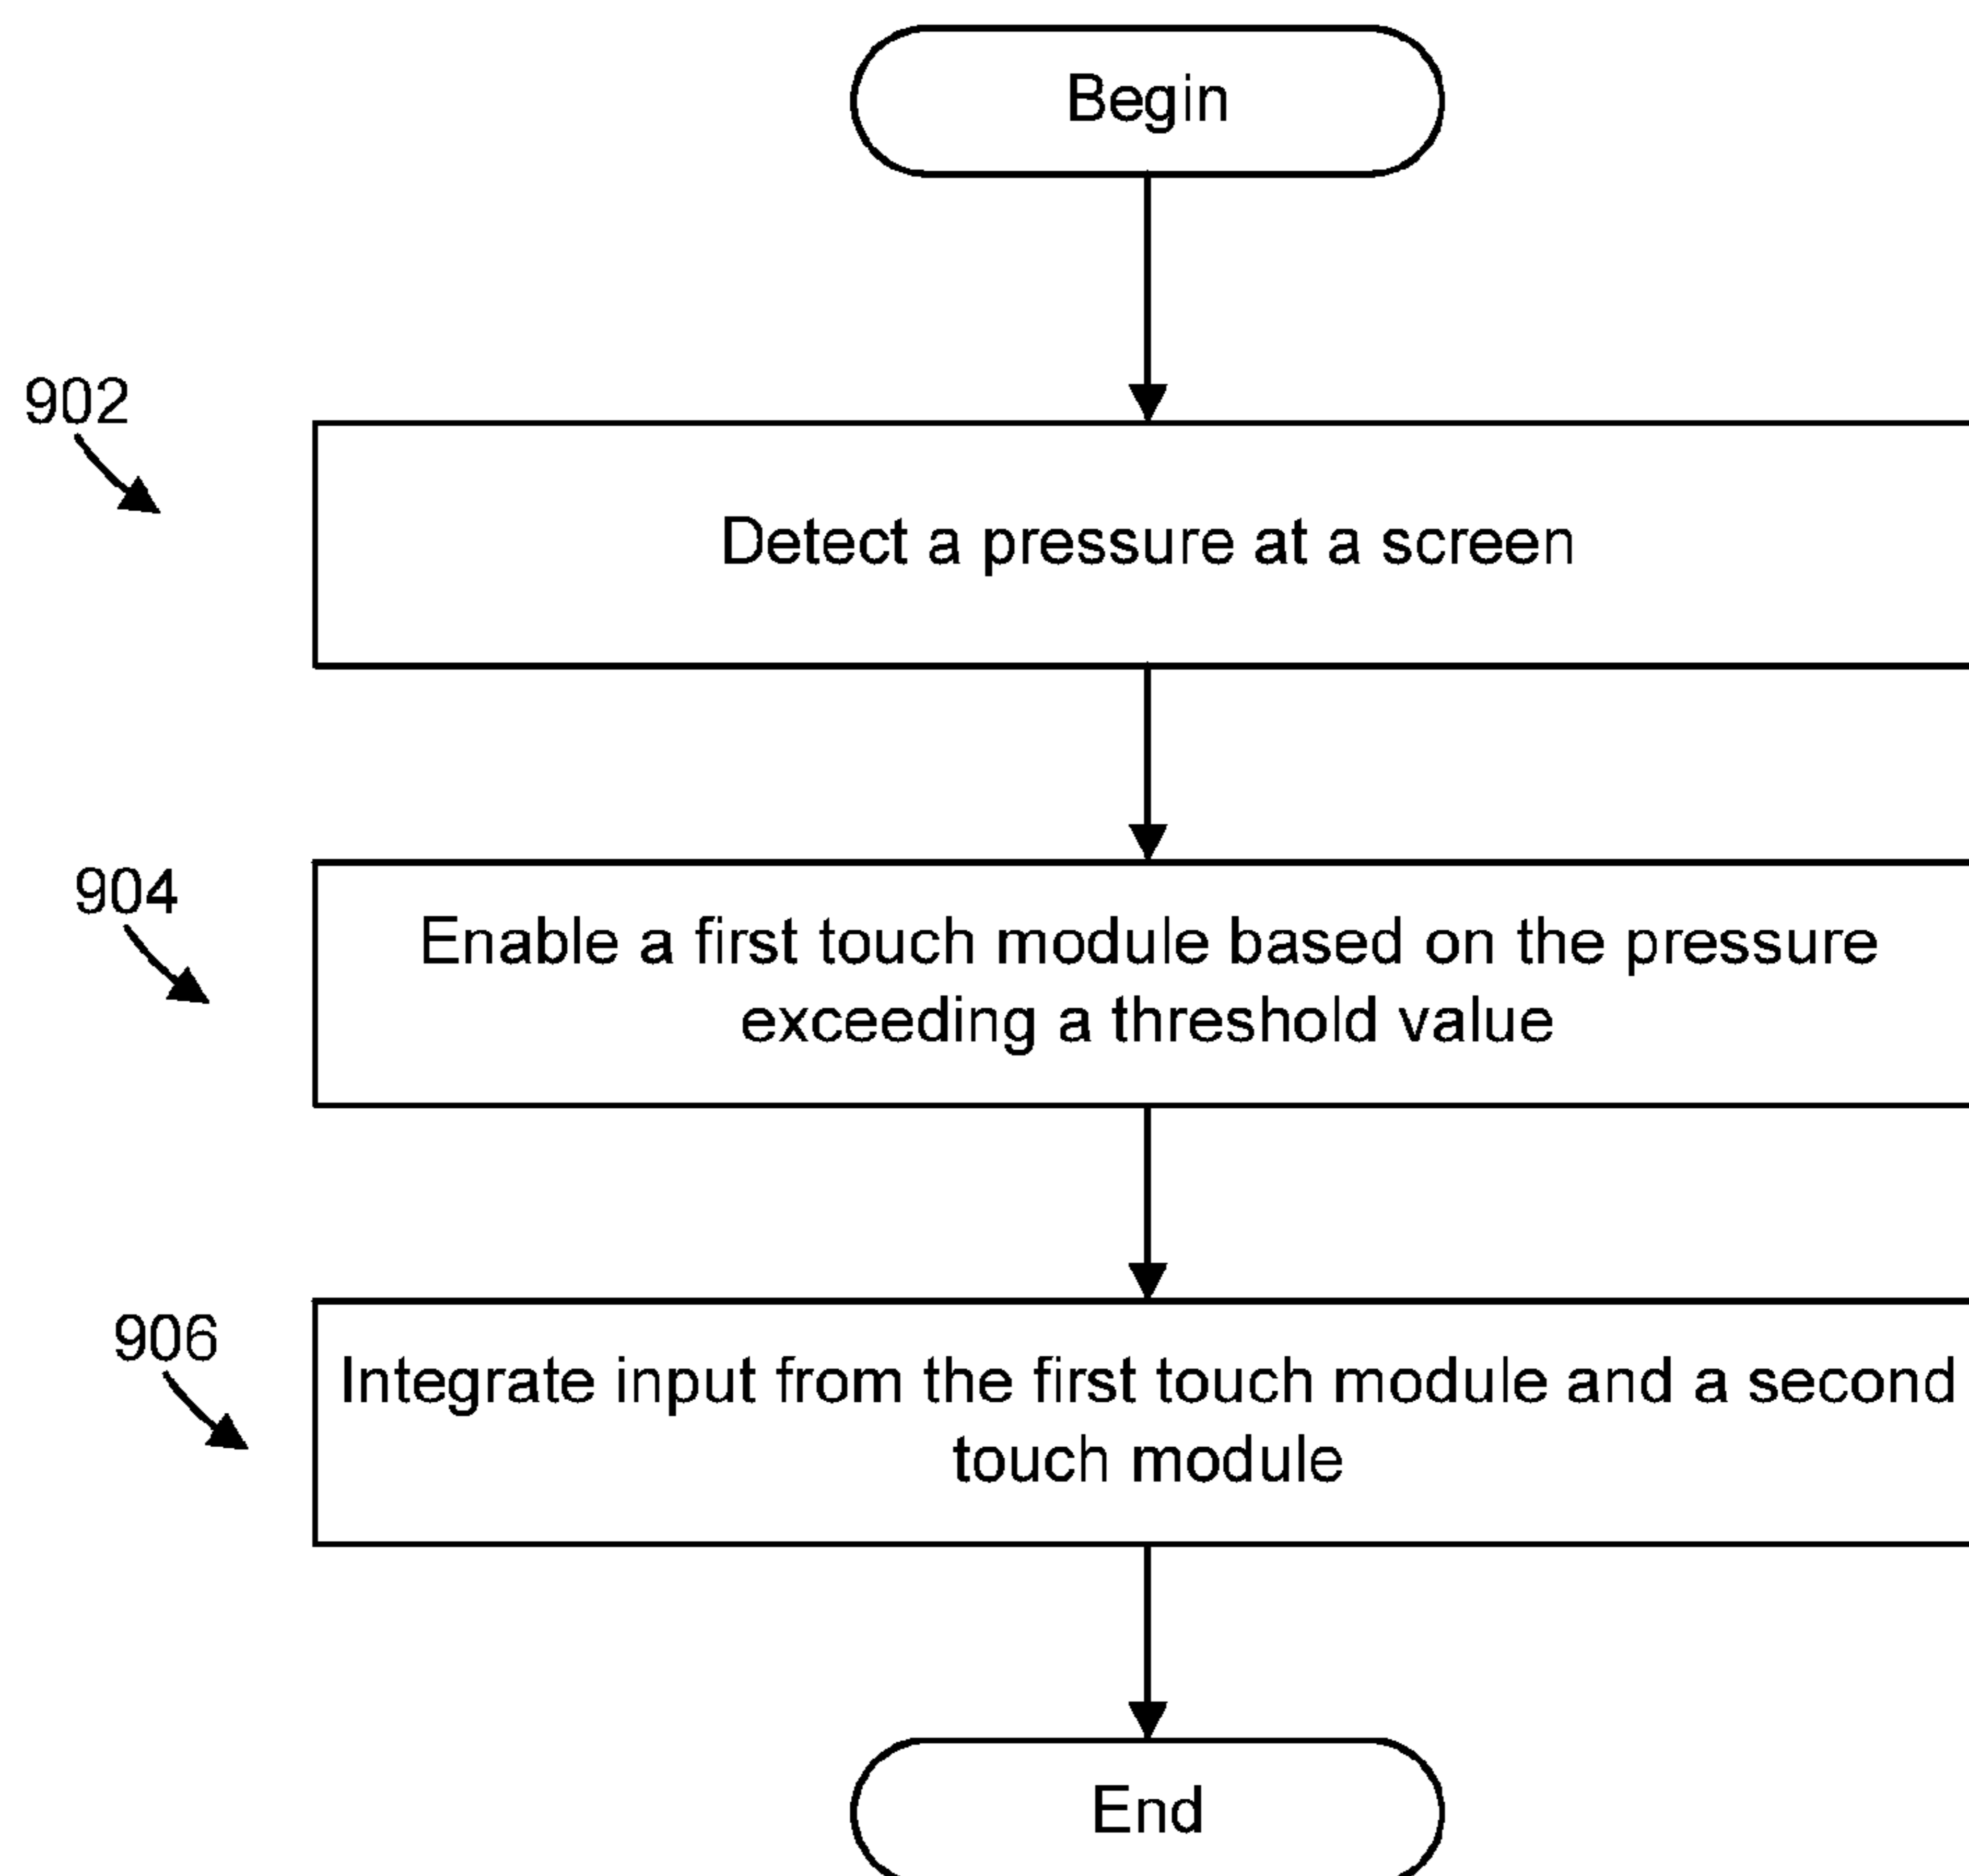 Begin
902
Detect a pressure at a screen
904
Enable a first touch module based on the pressure
exceeding a threshold value
906
Integrate input from the first touch module and a second
touch module
End